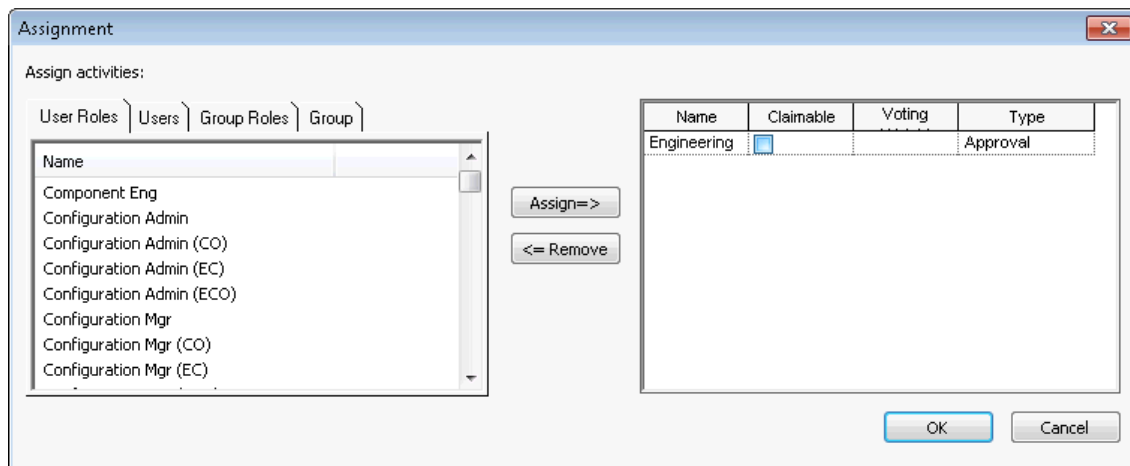 Assignment
Assign activities:
User Roles Users Group Roles Group
Name
Component Eng
Configuration Admin
Configuration Admin (CO)
Configuration Admin (EC)
Configuration Admin (ECO)
Configuration Mgr
Configuration Mgr (CO)
Configuration Mgr (EC)
Assign=>
<= Remove
Name Claimable Voting Type
Engineering Approval
OK Cancel